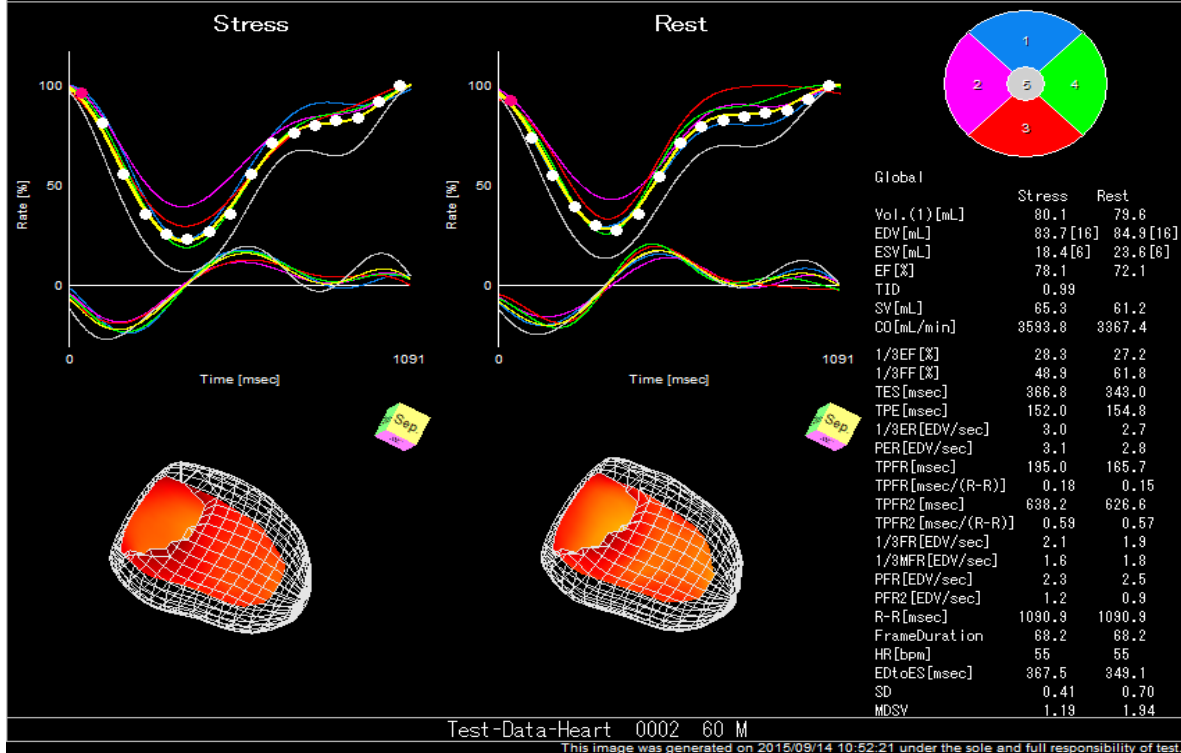 Stress Rest
100 100
50 50
0 0
Rate [%] Rate [%]
0 1091 0 1091
Time [msec] Time [msec]
1
2 5 4
3
Sep. Sep.
Global
Stress Rest
Vol.(1)[mL] 80.1 79.6
EDV[mL] 83.7[16] 84.9[16]
ESV[mL] 18.4[6] 23.6[6]
EF[%] 78.1 72.1
TID 0.99
SV[mL] 65.3 61.2
CO[mL/min] 3593.8 3367.4
1/3EF[%] 28.3 27.2
1/3FF[%] 48.9 61.8
TES[msec] 366.8 343.0
TPE[msec] 152.0 154.8
1/3ER[EDV/sec] 3.0 2.7
PER[EDV/sec] 3.1 2.8
TPFR[msec] 195.0 165.7
TPFR[msec/(R-R)] 0.18 0.15
TPFR2[msec] 638.2 626.6
TPFR2[msec/(R-R)] 0.59 0.57
1/3FR[EDV/sec] 2.1 1.9
1/3MFR[EDV/sec] 1.6 1.8
PFR[EDV/sec] 2.3 2.5
PFR2[EDV/sec] 1.2 0.9
R-R[msec] 1090.9 1090.9
FrameDuration 68.2 68.2
HR[bpm] 55 55
EDtoES[msec] 367.5 349.1
SD 0.41 0.70
MDSV 1.19 1.94
Test-Data-Heart 0002 60 M
This image was generated on 2015/09/14 10:52:21 under the sole and full responsibility of test.